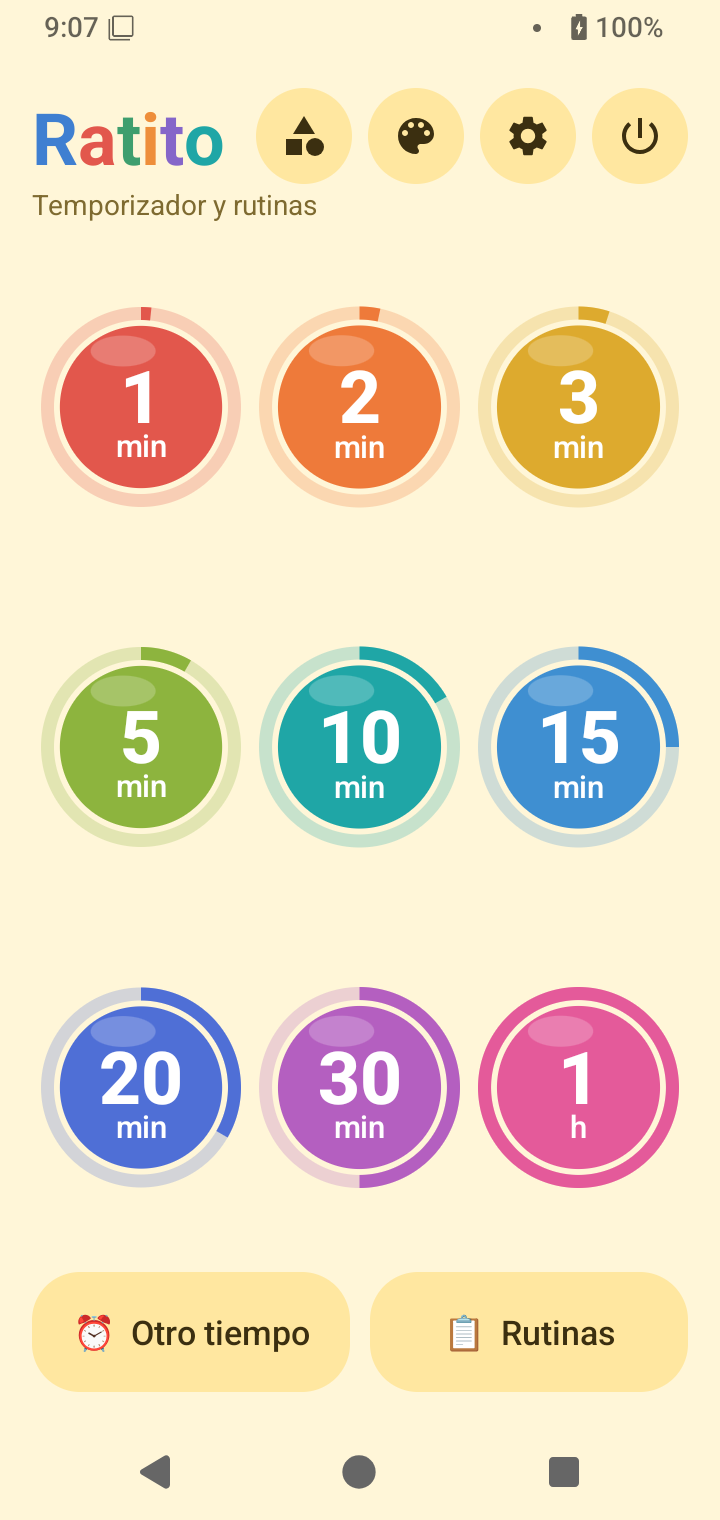 9:07 100%
Ratito
Temporizador y rutinas
1 min
2 min
3 min
5 min
10 min
15 min
20 min
30 min
1 h
Otro tiempo
Rutinas